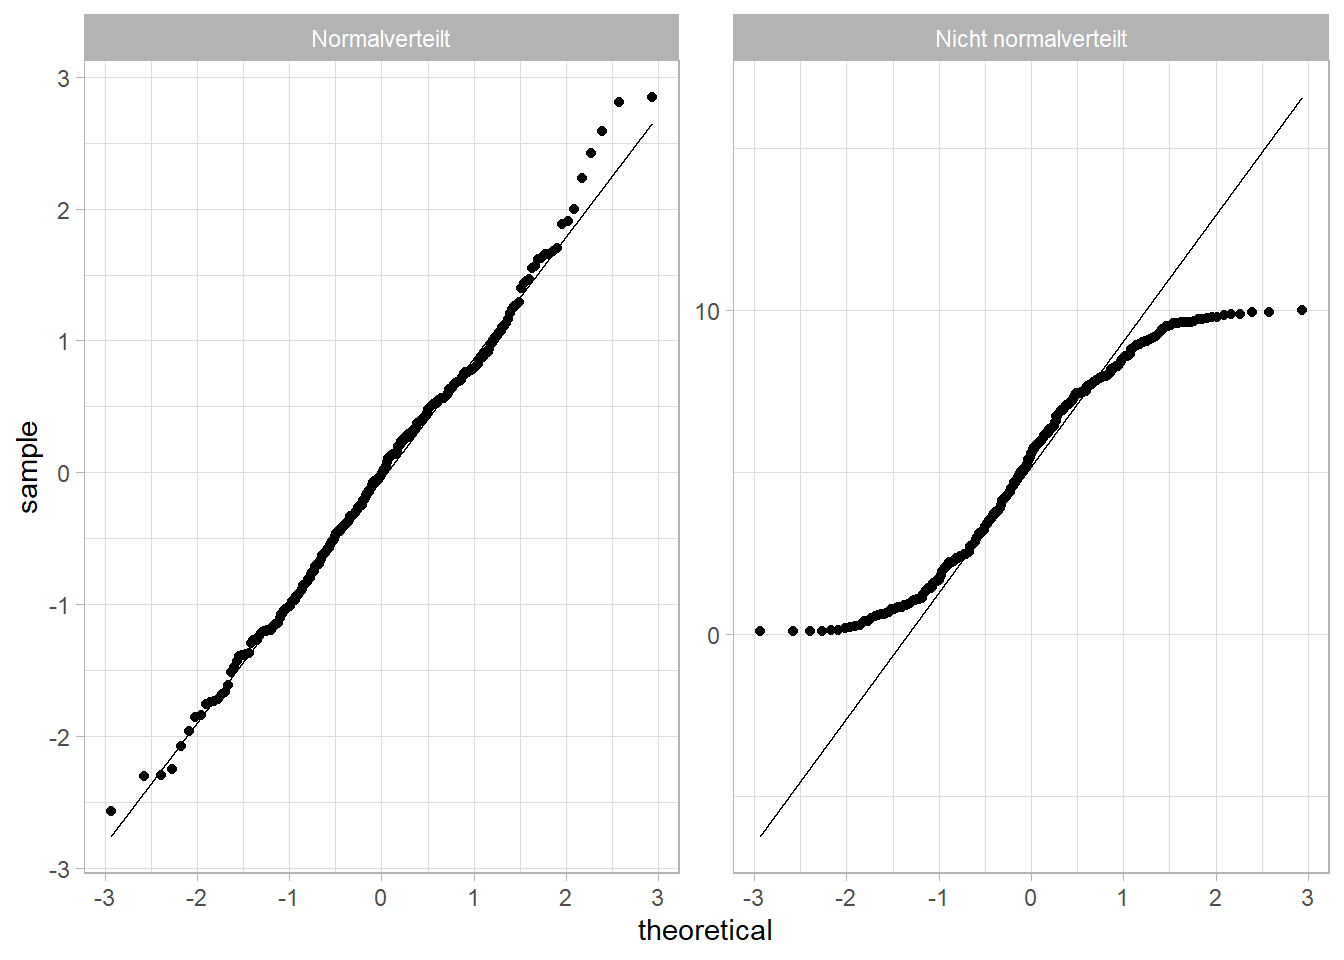 Normalverteilt
Nicht normalverteilt
3
2
1
0
-1
-2
-3
10
0
sample
-3 -2 -1 0 1 2 3
-3 -2 -1 0 1 2 3
theoretical